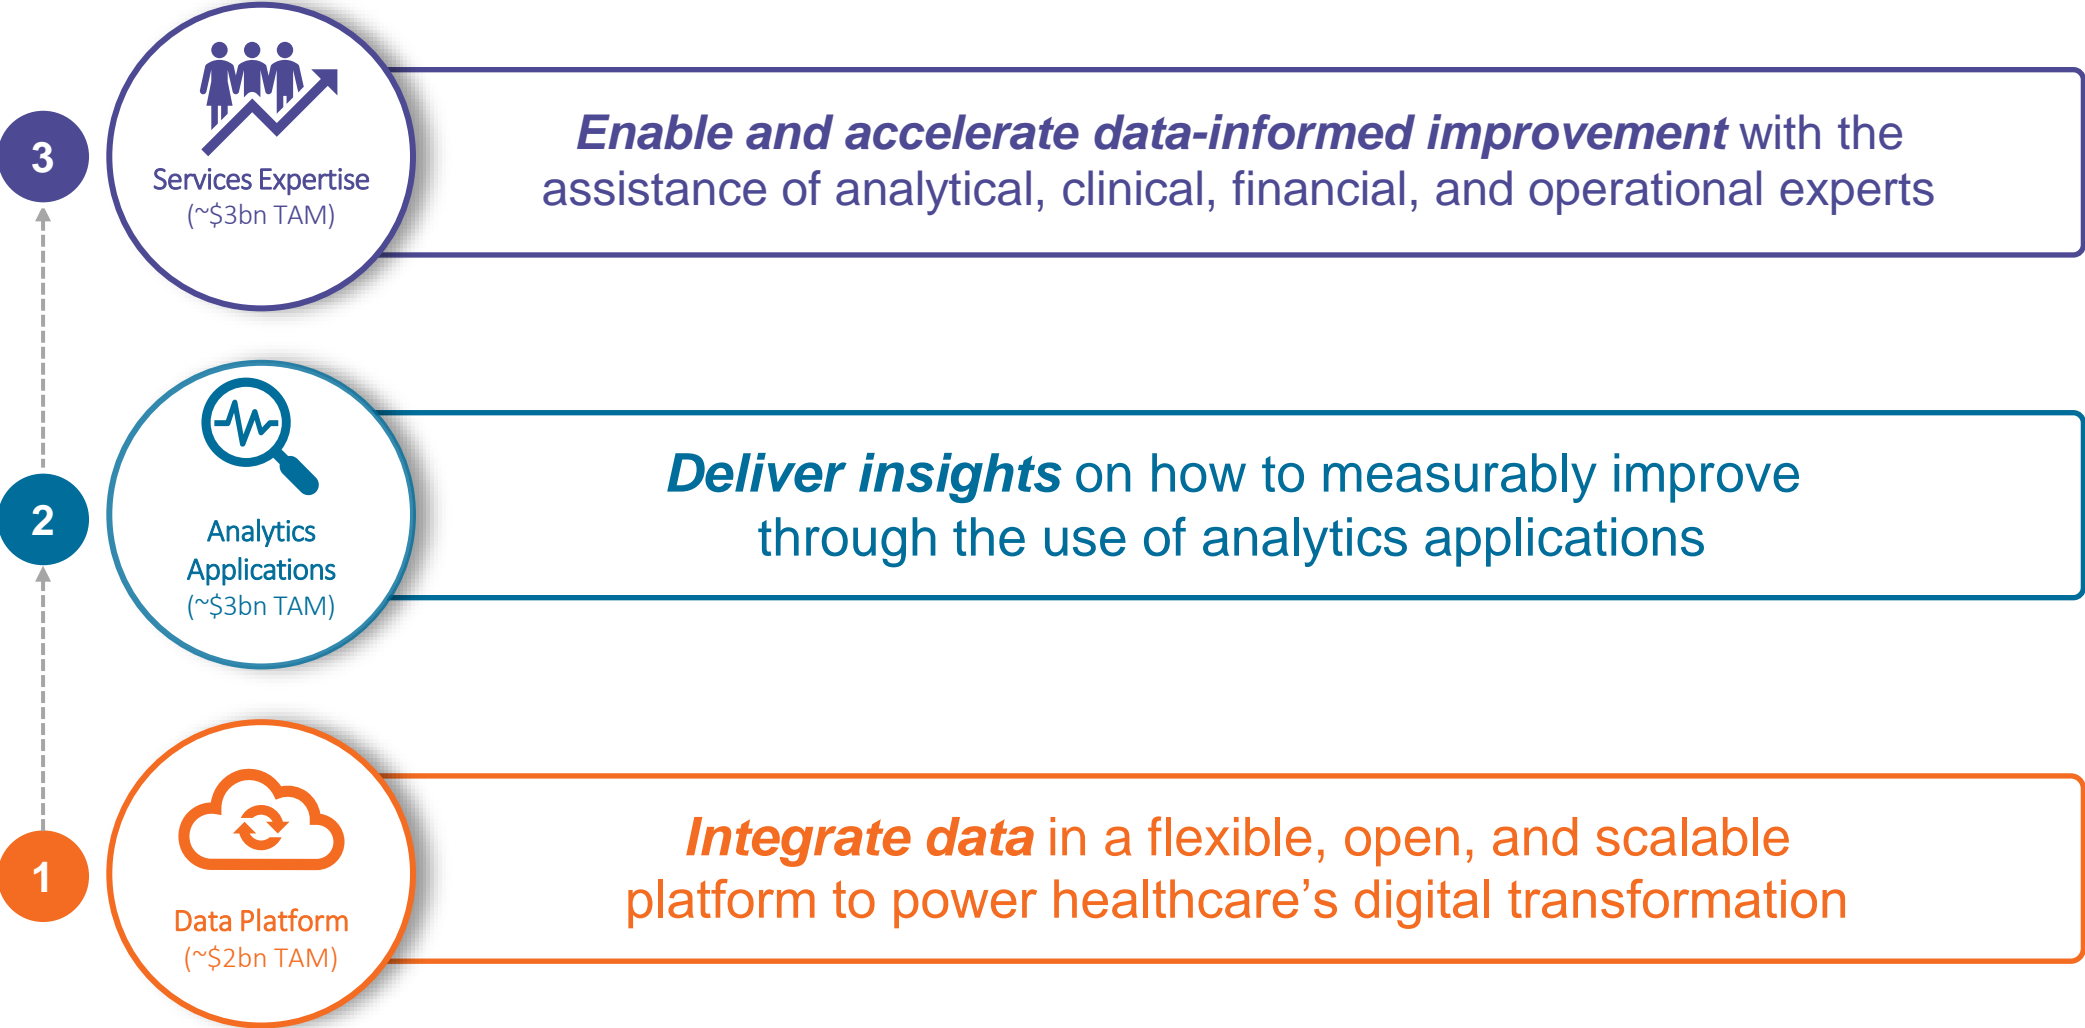 3
Services Expertise
(~$3bn TAM)
Enable and accelerate data-informed improvement with the
assistance of analytical, clinical, financial, and operational experts
2
Analytics
Applications
(~$3bn TAM)
Deliver insights on how to measurably improve
through the use of analytics applications
1
Data Platform
(~$2bn TAM)
Integrate data in a flexible, open, and scalable
platform to power healthcare’s digital transformation